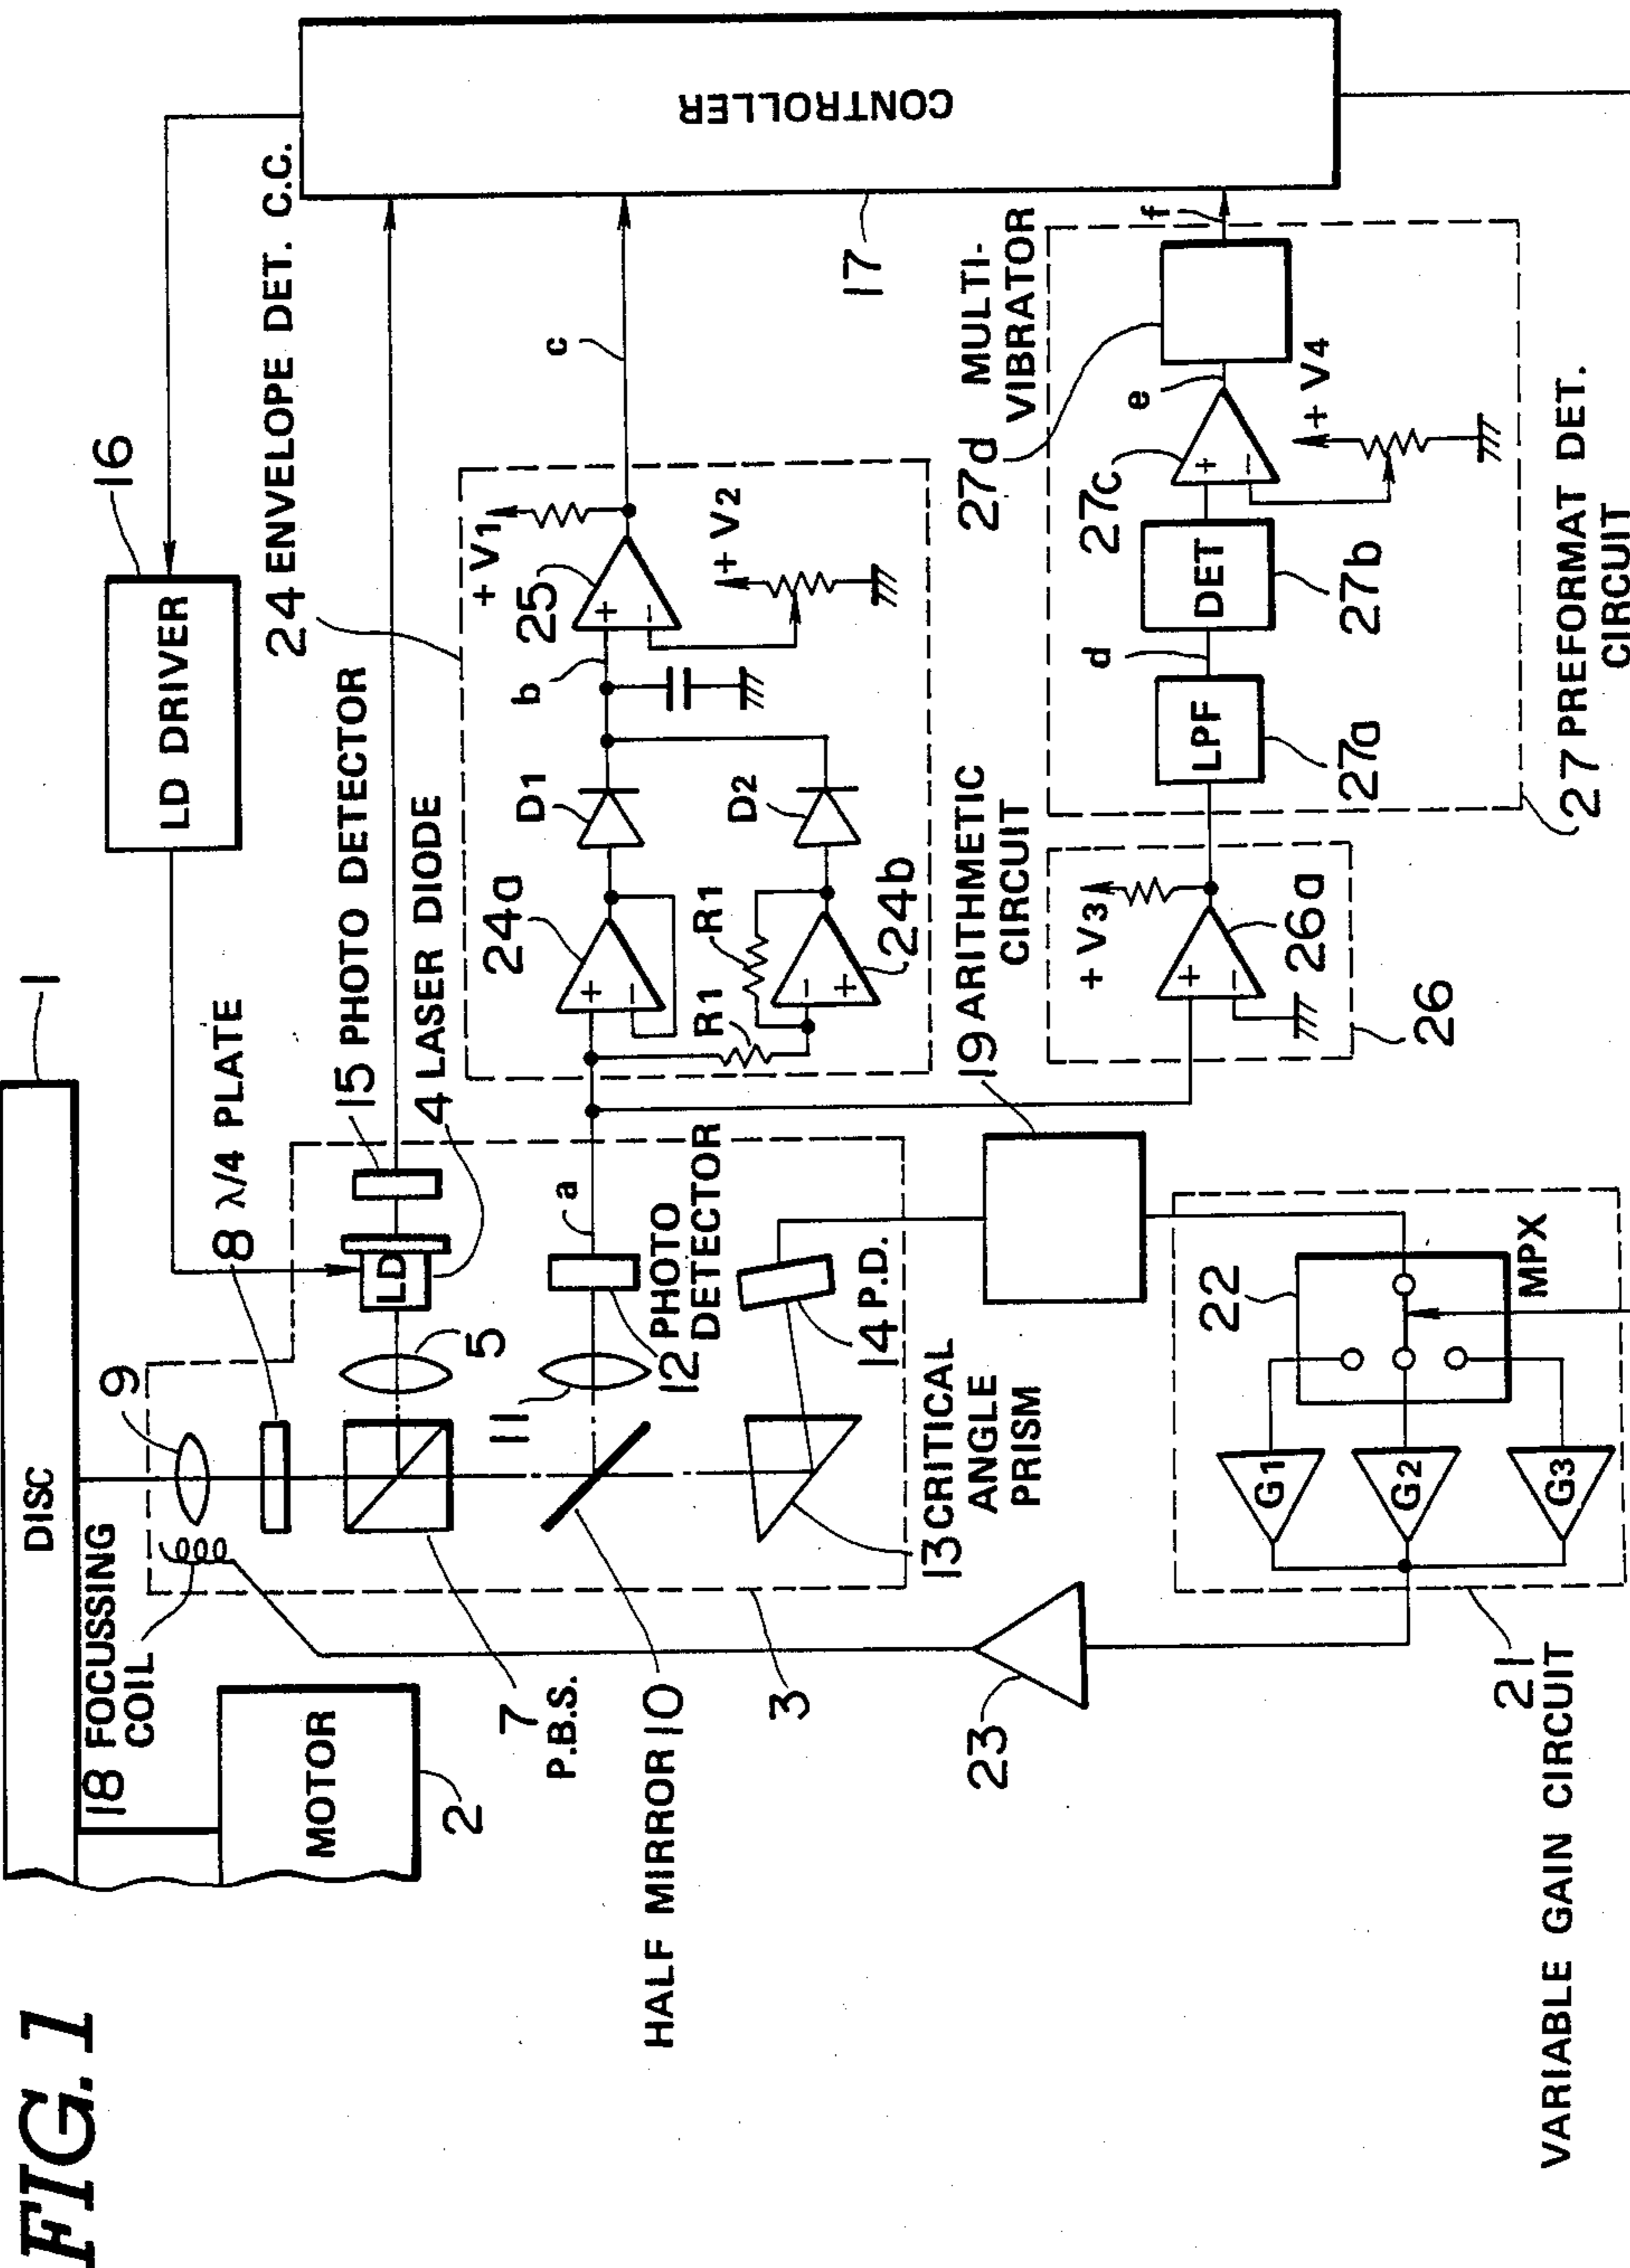 FIG. 1
DISC
1
MOTOR
2
18 FOCUSSING
COIL
9
8 λ/4 PLATE
16
LD DRIVER
15 PHOTO DETECTOR
4 LASER DIODE
LD
5
7
P.B.S.
HALF MIRROR 10
3
11
12 PHOTO
DETECTOR
a
13 CRITICAL
ANGLE
PRISM
14 P.D.
24 ENVELOPE DET. C.C.
24a
+
−
D1
R1
R1
24b
−
+
D2
b
25
+
−
+ V1
+ V2
c
CONTROLLER
17
19 ARITHMETIC
CIRCUIT
26
26a
+
−
+ V3
27 PREFORMAT DET.
CIRCUIT
LPF
27a
d
DET
27b
27c
+
−
+ V4
e
27d
MULTI-
VIBRATOR
f
23
22
MPX
G1
G2
G3
21
VARIABLE GAIN CIRCUIT